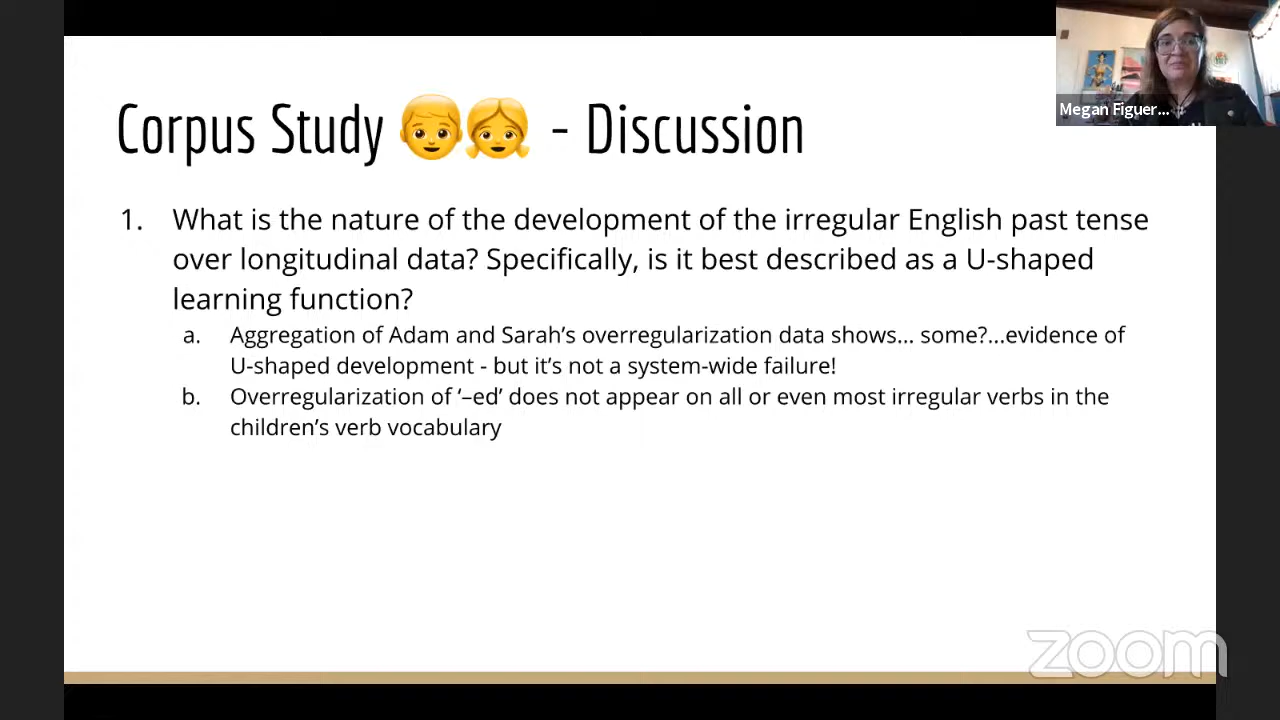 Megan Figuer...
Corpus Study 👦👧 - Discussion
1. What is the nature of the development of the irregular English past tense
over longitudinal data? Specifically, is it best described as a U-shaped
learning function?
a. Aggregation of Adam and Sarah’s overregularization data shows... some?...evidence of
U-shaped development - but it’s not a system-wide failure!
b. Overregularization of ‘–ed’ does not appear on all or even most irregular verbs in the
children’s verb vocabulary
zoom